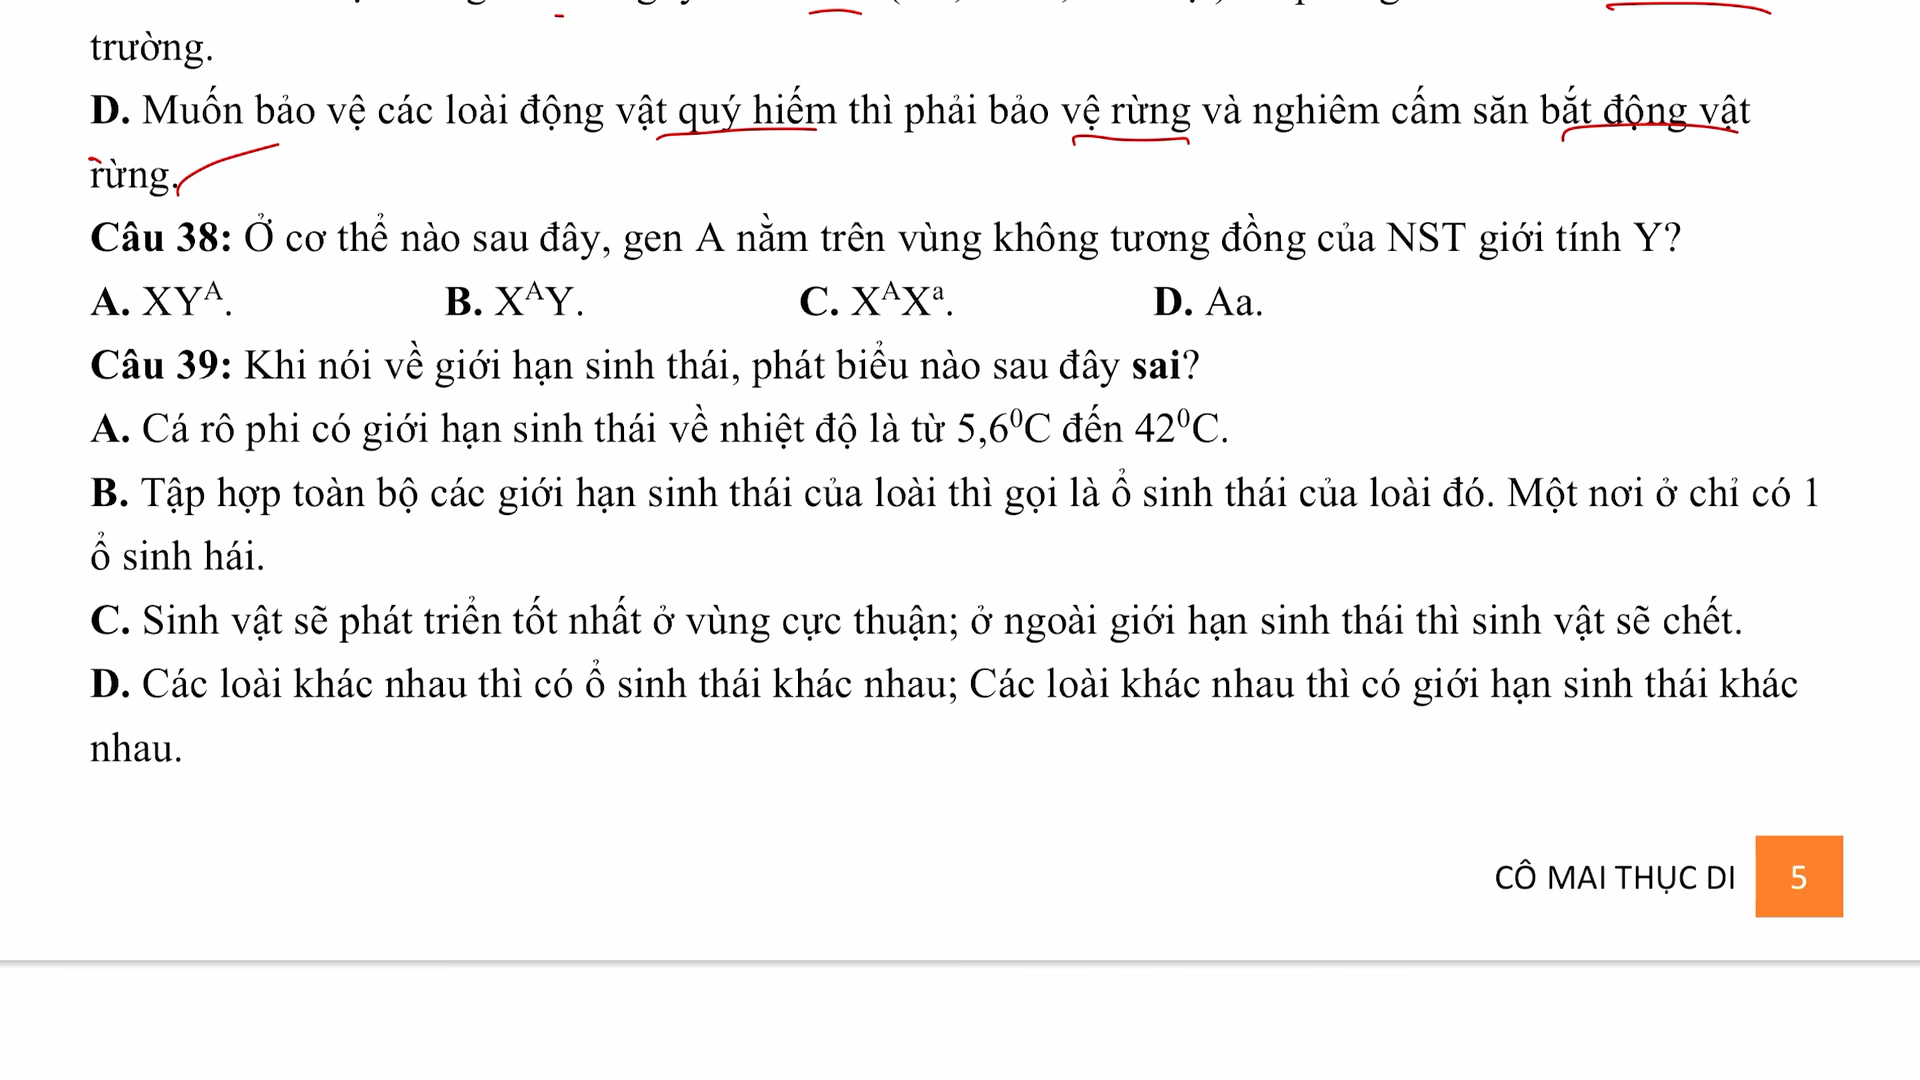 trường.
D. Muốn bảo vệ các loài động vật quý hiếm thì phải bảo vệ rừng và nghiêm cấm săn bắt động vật
rừng.
Câu 38: Ở cơ thể nào sau đây, gen A nằm trên vùng không tương đồng của NST giới tính Y?
A. XYᴬ. B. XᴬY. C. XᴬXᵃ. D. Aa.
Câu 39: Khi nói về giới hạn sinh thái, phát biểu nào sau đây sai?
A. Cá rô phi có giới hạn sinh thái về nhiệt độ là từ 5,6⁰C đến 42⁰C.
B. Tập hợp toàn bộ các giới hạn sinh thái của loài thì gọi là ổ sinh thái của loài đó. Một nơi ở chỉ có 1
ổ sinh hái.
C. Sinh vật sẽ phát triển tốt nhất ở vùng cực thuận; ở ngoài giới hạn sinh thái thì sinh vật sẽ chết.
D. Các loài khác nhau thì có ổ sinh thái khác nhau; Các loài khác nhau thì có giới hạn sinh thái khác
nhau.
CÔ MAI THỤC DI 5